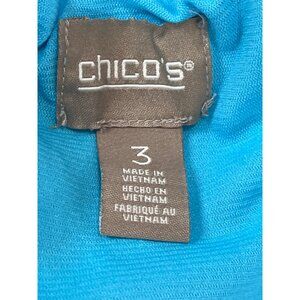 chico's®
3
MADE IN
VIETNAM
HECHO EN
VIETNAM
FABRIQUÉ AU
VIETNAM